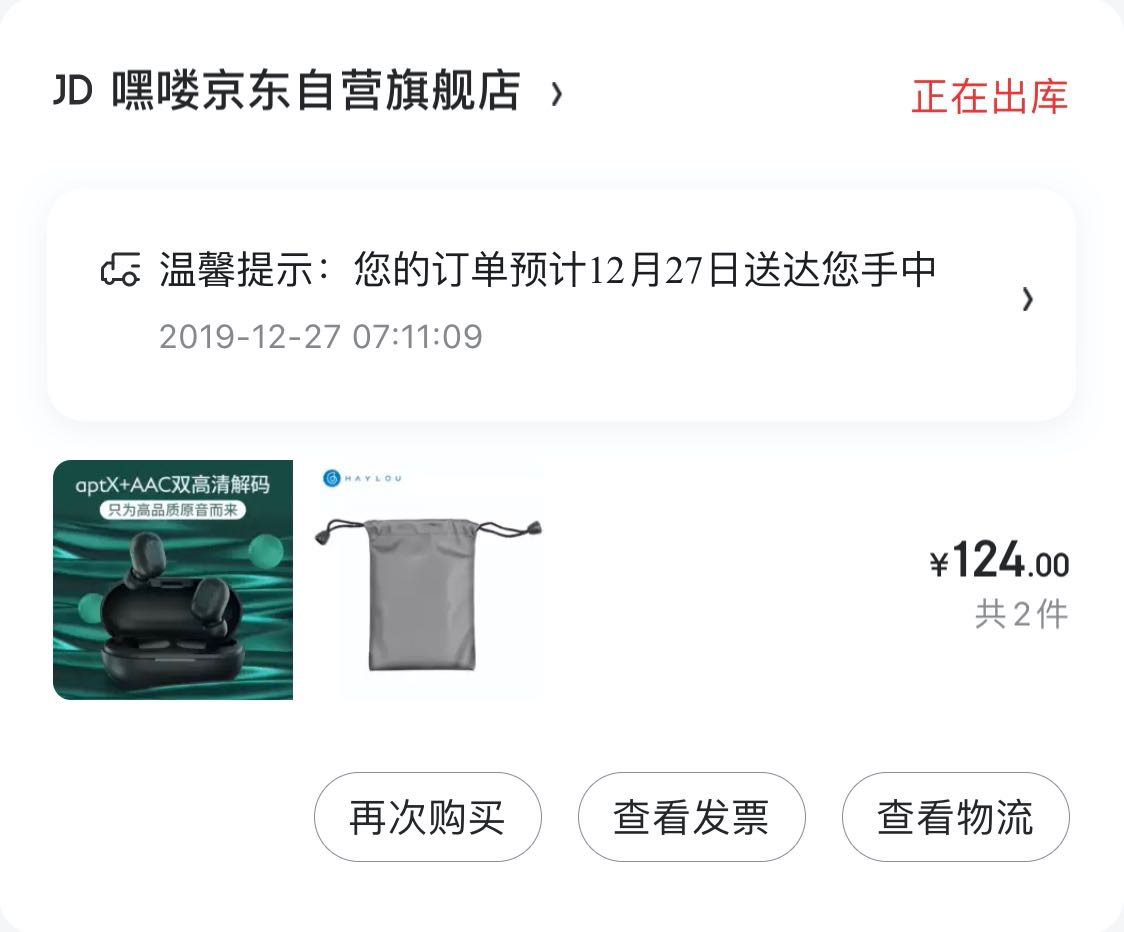 JD 嘿喽京东自营旗舰店 ›
正在出库
温馨提示：您的订单预计12月27日送达您手中
2019-12-27 07:11:09
aptX+AAC双高清解码
只为高品质原音而来
HAYLOU
¥124.00
共2件
再次购买
查看发票
查看物流